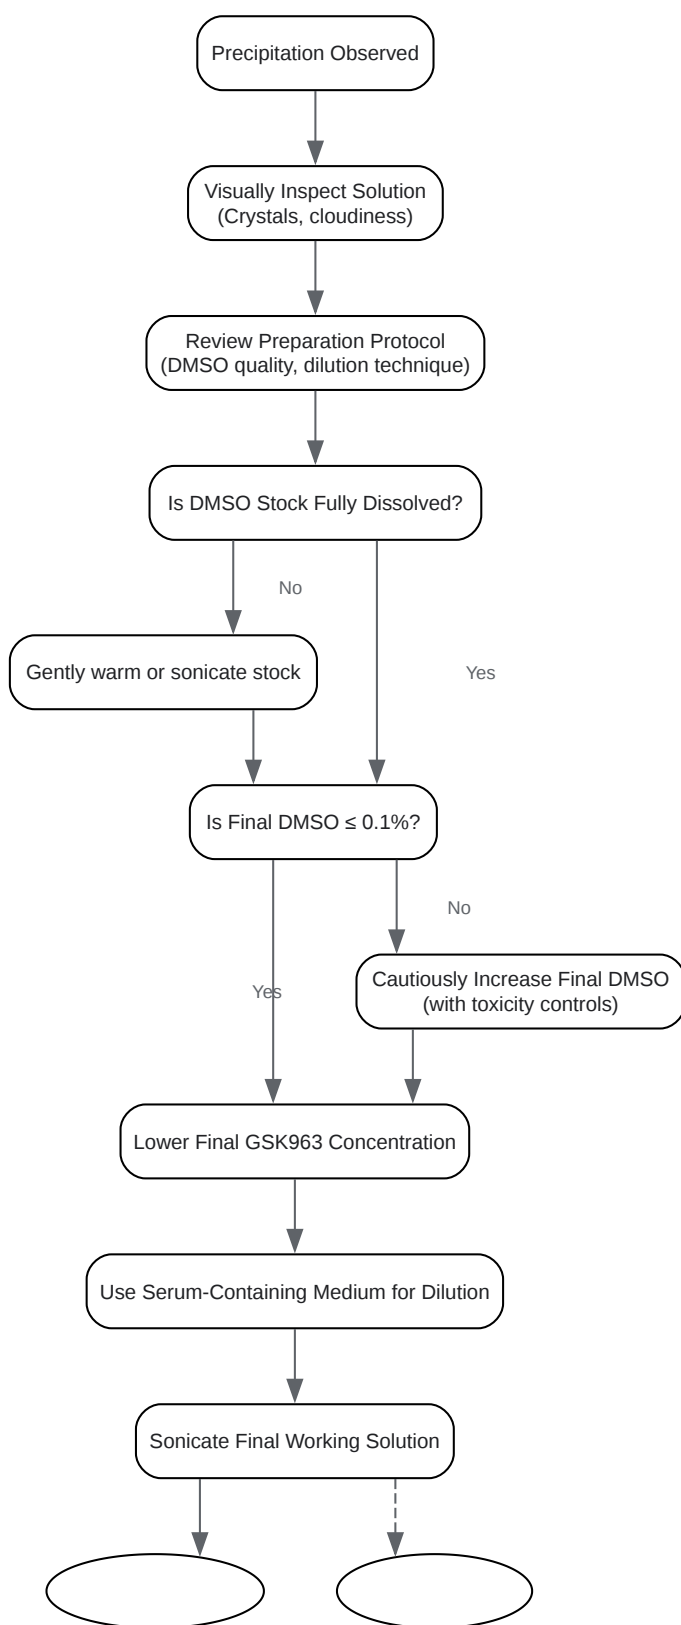 Precipitation Observed
Visually Inspect Solution
(Crystals, cloudiness)
Review Preparation Protocol
(DMSO quality, dilution technique)
Is DMSO Stock Fully Dissolved?
No
Gently warm or sonicate stock
Yes
Is Final DMSO ≤ 0.1%?
No
Cautiously Increase Final DMSO
(with toxicity controls)
Yes
Lower Final GSK963 Concentration
Use Serum-Containing Medium for Dilution
Sonicate Final Working Solution